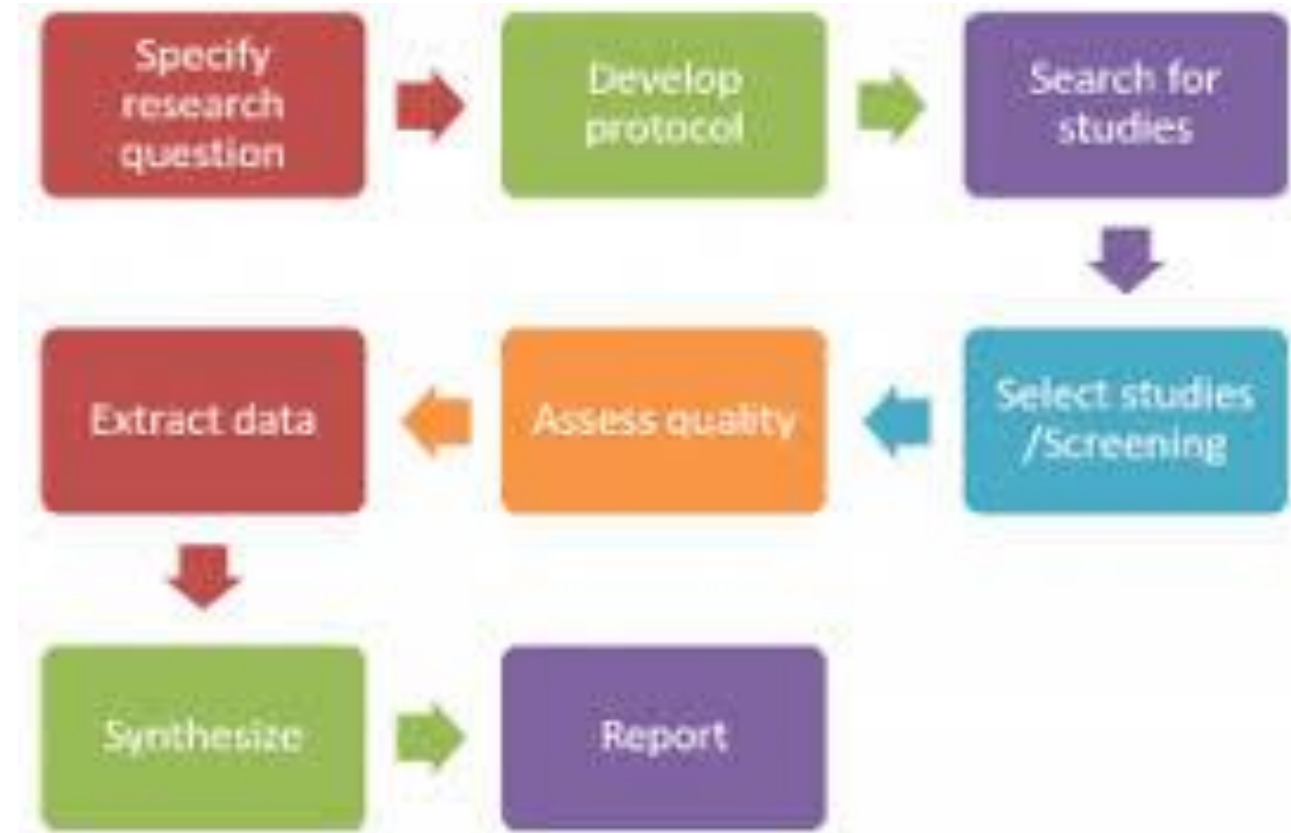 Specify
research
question
Develop
protocol
Search for
studies
Select studies
/Screening
Assess quality
Extract data
Synthesize
Report